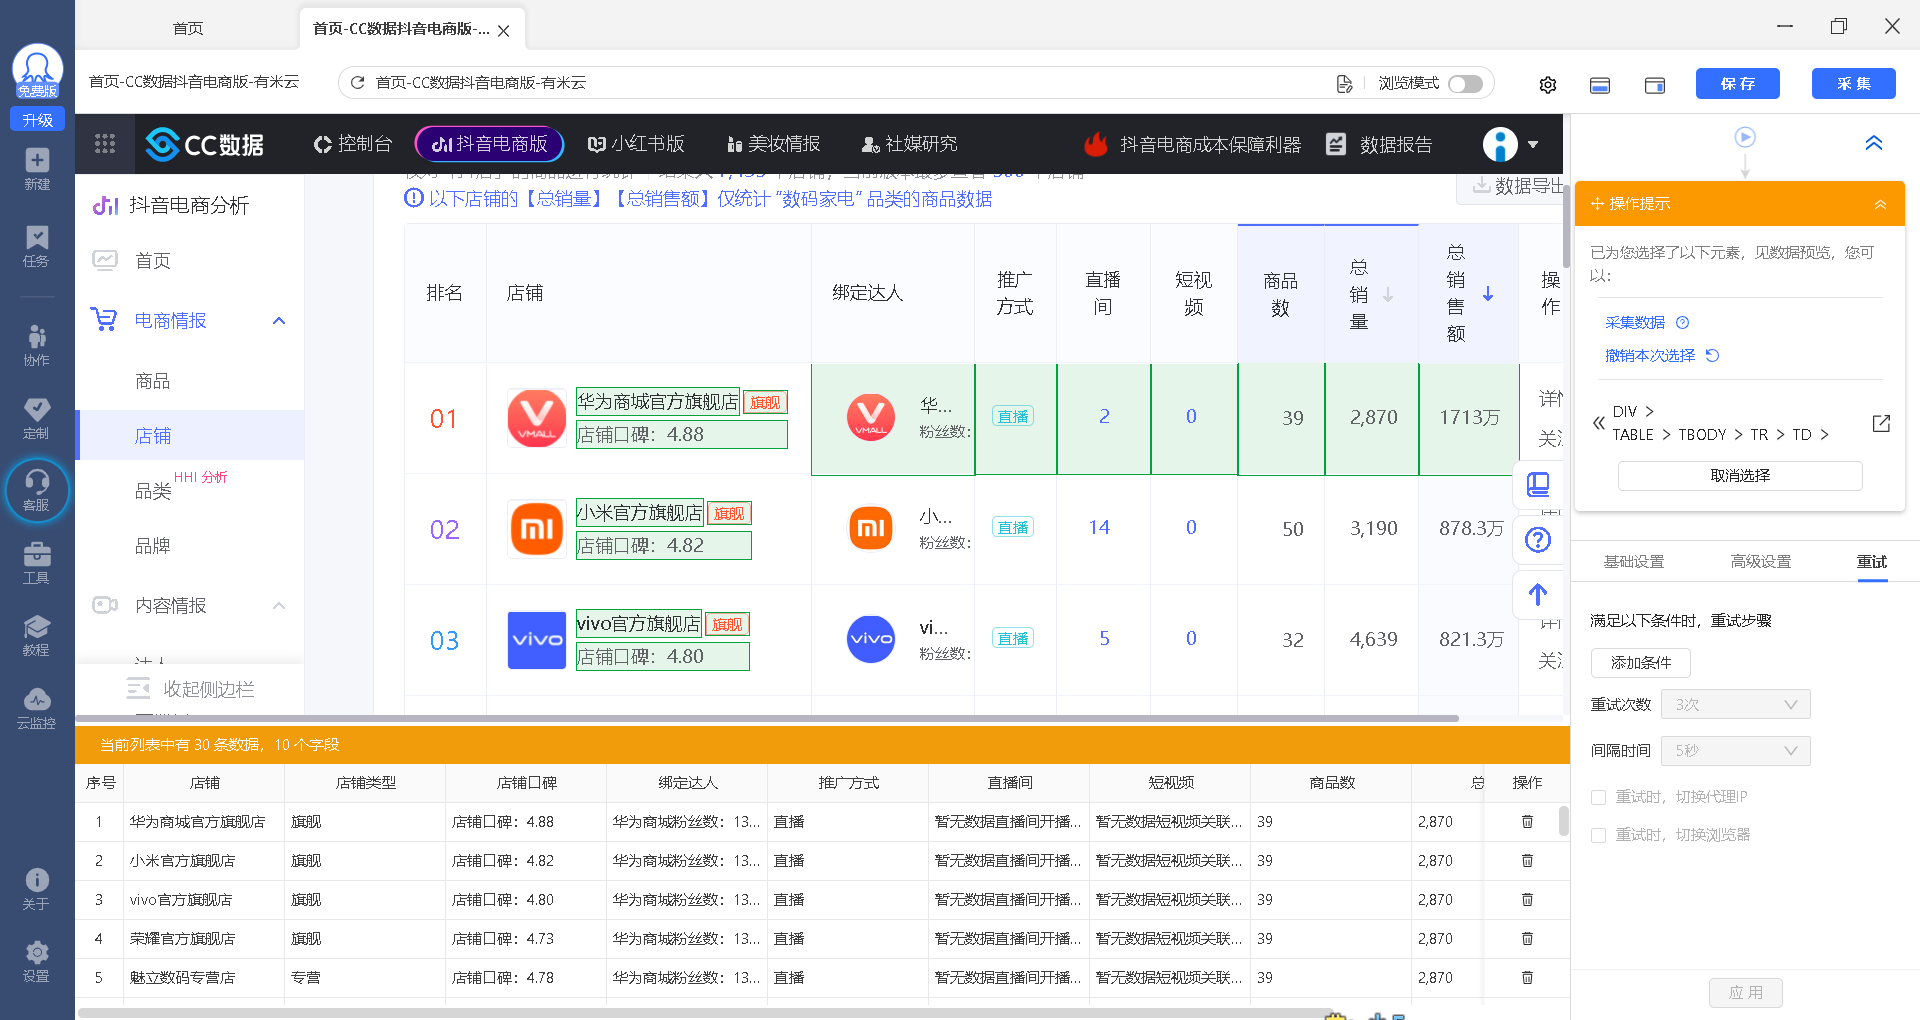 首页
首页-CC数据抖音电商版-...
首页-CC数据抖音电商版-有米云
首页-CC数据抖音电商版-有米云
浏览模式
保存
采集
免费版
升级
新建
任务
协作
定制
客服
工具
教程
云监控
关于
设置
CC数据
控制台
抖音电商版
小红书版
美妆情报
社媒研究
抖音电商成本保障利器
数据报告
抖音电商分析
首页
电商情报
商品
店铺
品类
HHI 分析
品牌
内容情报
收起侧边栏
以下店铺的【总销量】【总销售额】仅统计 “数码家电” 品类的商品数据
数据导出
排名
店铺
绑定达人
推广方式
直播间
短视频
商品数
总销量
总销售额
操作
01
VMALL
华为商城官方旗舰店
旗舰
店铺口碑：4.88
VMALL
华...
粉丝数:
直播
2
0
39
2,870
1713万
02
小米官方旗舰店
旗舰
店铺口碑：4.82
小...
粉丝数:
直播
14
0
50
3,190
878.3万
03
vivo
vivo官方旗舰店
旗舰
店铺口碑：4.80
vivo
vi...
粉丝数:
直播
5
0
32
4,639
821.3万
当前列表中有 30 条数据，10 个字段
序号 店铺 店铺类型 店铺口碑 绑定达人 推广方式 直播间 短视频 商品数 总 操作
1 华为商城官方旗舰店 旗舰 店铺口碑：4.88 华为商城粉丝数：13... 直播 暂无数据直播间开播... 暂无数据短视频关联... 39 2,870
2 小米官方旗舰店 旗舰 店铺口碑：4.82 华为商城粉丝数：13... 直播 暂无数据直播间开播... 暂无数据短视频关联... 39 2,870
3 vivo官方旗舰店 旗舰 店铺口碑：4.80 华为商城粉丝数：13... 直播 暂无数据直播间开播... 暂无数据短视频关联... 39 2,870
4 荣耀官方旗舰店 旗舰 店铺口碑：4.73 华为商城粉丝数：13... 直播 暂无数据直播间开播... 暂无数据短视频关联... 39 2,870
5 魅立数码专营店 专营 店铺口碑：4.78 华为商城粉丝数：13... 直播 暂无数据直播间开播... 暂无数据短视频关联... 39 2,870
操作提示
已为您选择了以下元素，见数据预览，您可
以：
采集数据
撤销本次选择
DIV >
TABLE > TBODY > TR > TD >
取消选择
基础设置
高级设置
重试
满足以下条件时，重试步骤
添加条件
重试次数 3次
间隔时间 5秒
重试时，切换代理IP
重试时，切换浏览器
应用